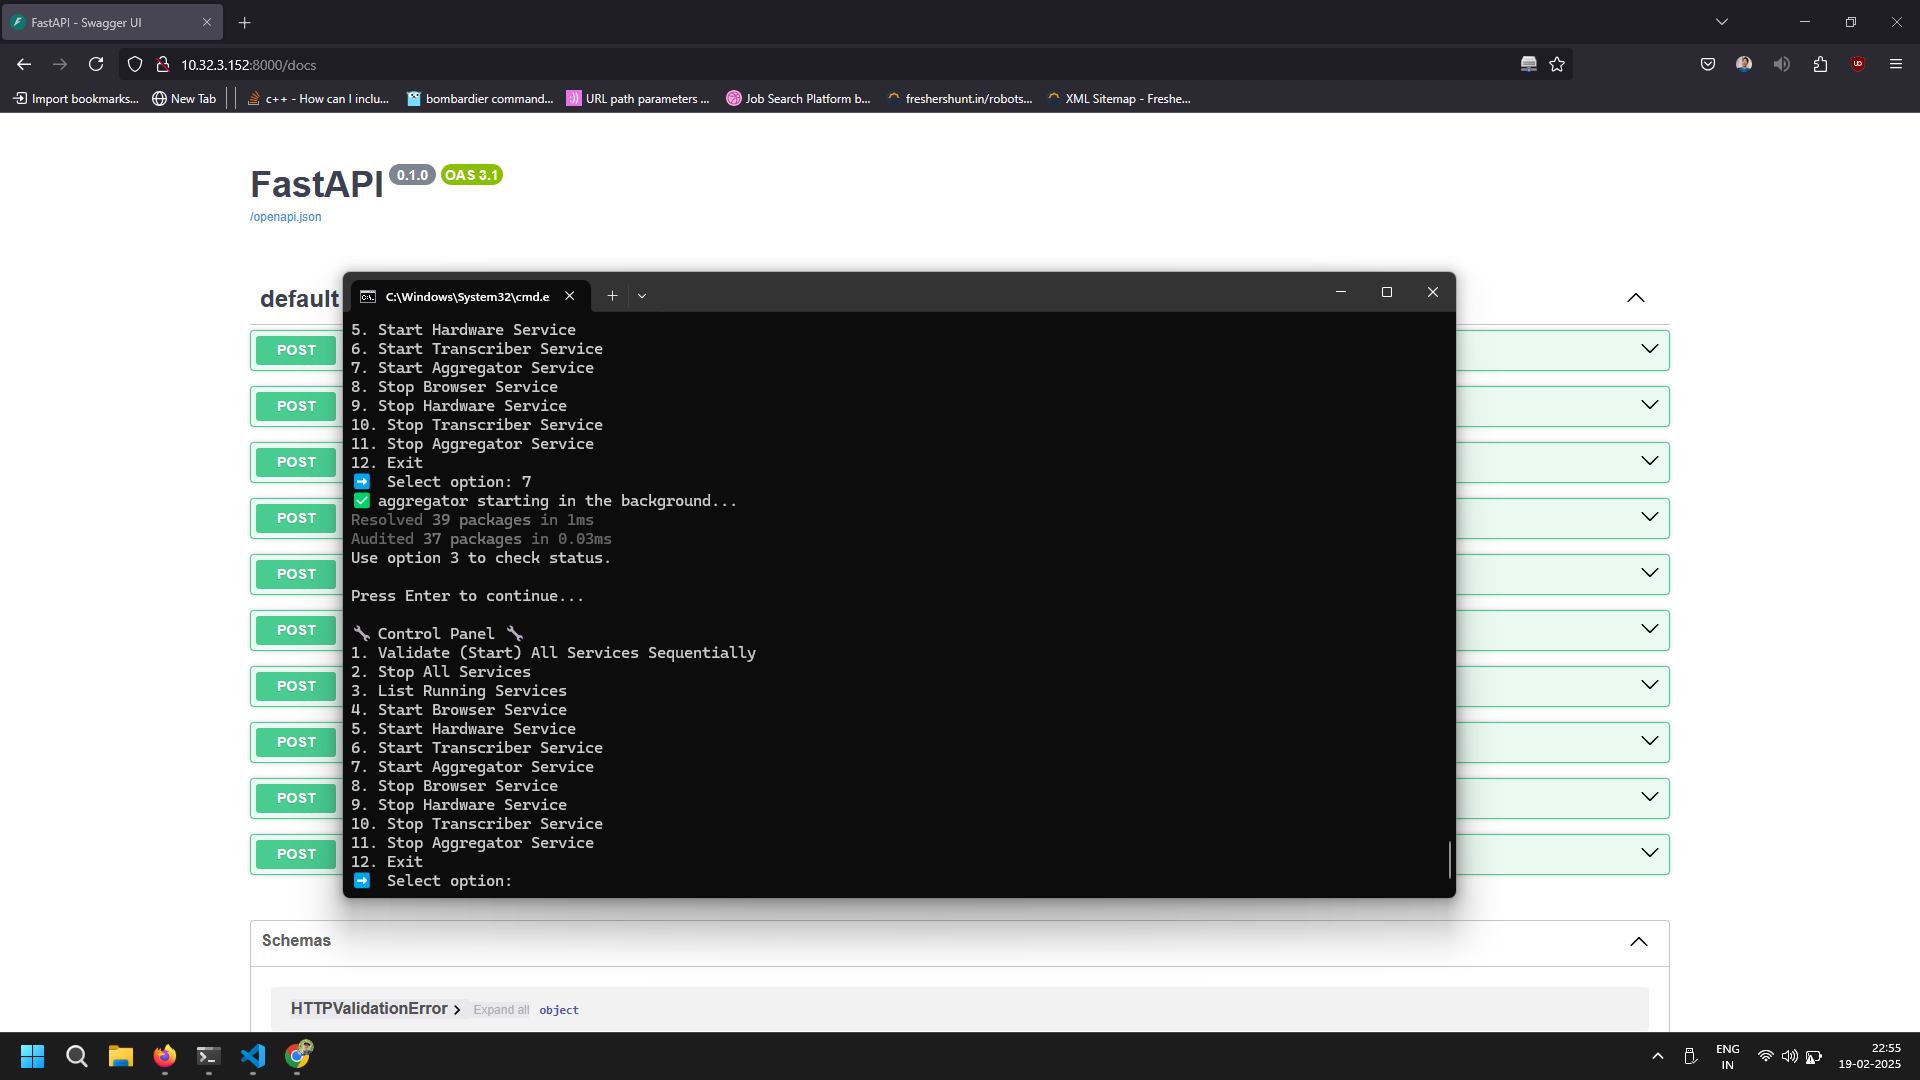 FastAPI - Swagger UI
10.32.3.152:8000/docs
Import bookmarks...
New Tab
c++ - How can I inclu...
bombardier command...
URL path parameters ...
Job Search Platform b...
freshershunt.in/robots...
XML Sitemap - Freshe...
FastAPI 0.1.0 OAS 3.1
/openapi.json
default
POST
POST
POST
POST
POST
POST
POST
POST
POST
POST
C:\Windows\System32\cmd.e
5. Start Hardware Service
6. Start Transcriber Service
7. Start Aggregator Service
8. Stop Browser Service
9. Stop Hardware Service
10. Stop Transcriber Service
11. Stop Aggregator Service
12. Exit
➡️ Select option: 7
✅ aggregator starting in the background...
Resolved 39 packages in 1ms
Audited 37 packages in 0.03ms
Use option 3 to check status.
Press Enter to continue...
🔧 Control Panel 🔧
1. Validate (Start) All Services Sequentially
2. Stop All Services
3. List Running Services
4. Start Browser Service
5. Start Hardware Service
6. Start Transcriber Service
7. Start Aggregator Service
8. Stop Browser Service
9. Stop Hardware Service
10. Stop Transcriber Service
11. Stop Aggregator Service
12. Exit
➡️ Select option:
Schemas
HTTPValidationError > Expand all object
ENG
IN
22:55
19-02-2025